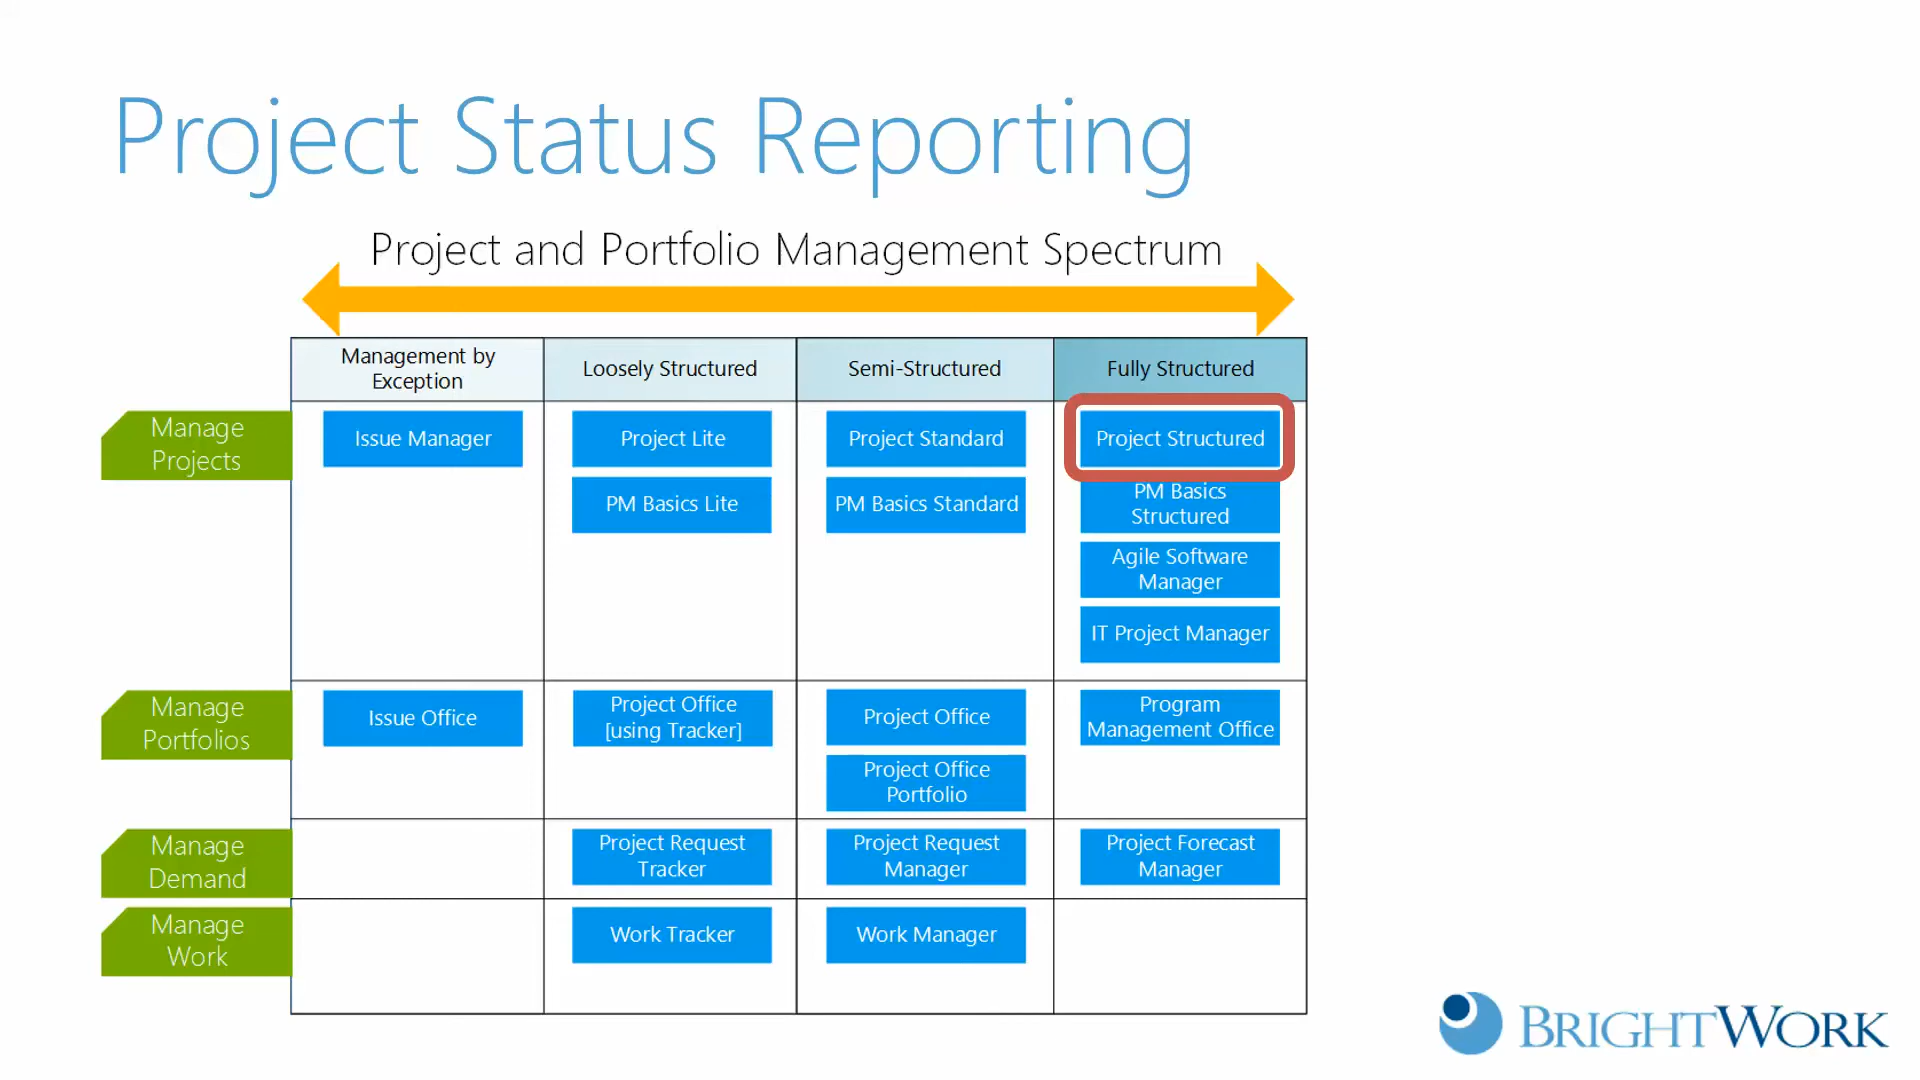 Project Status Reporting
Project and Portfolio Management Spectrum
Management by
Exception
Loosely Structured
Semi-Structured
Fully Structured
Manage
Projects
Issue Manager
Project Lite
Project Standard
Project Structured
PM Basics Lite
PM Basics Standard
PM Basics
Structured
Agile Software
Manager
IT Project Manager
Manage
Portfolios
Issue Office
Project Office
[using Tracker]
Project Office
Program
Management Office
Project Office
Portfolio
Manage
Demand
Project Request
Tracker
Project Request
Manager
Project Forecast
Manager
Manage
Work
Work Tracker
Work Manager
BRIGHTWORK